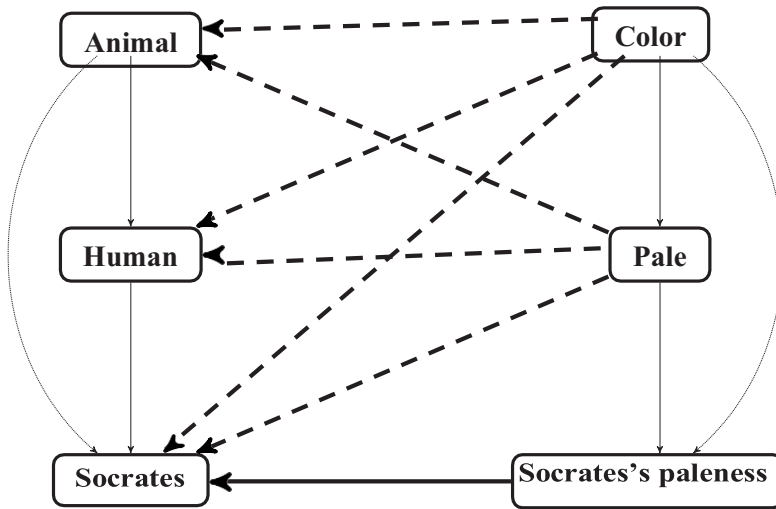 Animal
Color
Human
Pale
Socrates
Socrates's paleness